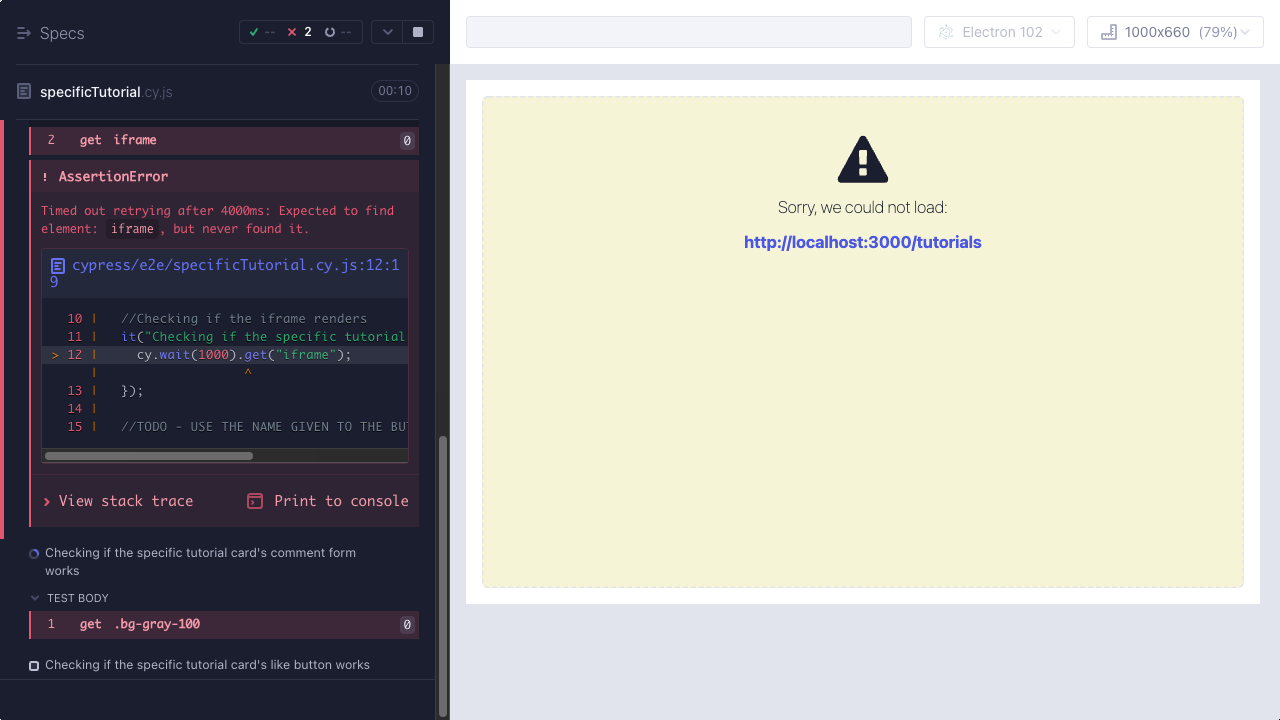 Specs
-- 2 --
Electron 102
1000x660 (79%)
specificTutorial.cy.js
00:10
2 get iframe 0
! AssertionError
Timed out retrying after 4000ms: Expected to find
element: iframe, but never found it.
cypress/e2e/specificTutorial.cy.js:12:1
9
10 | //Checking if the iframe renders
11 | it("Checking if the specific tutorial
> 12 | cy.wait(1000).get("iframe");
| ^
13 | });
14 |
15 | //TODO - USE THE NAME GIVEN TO THE BU
View stack trace
Print to console
Checking if the specific tutorial card's comment form
works
TEST BODY
1 get .bg-gray-100 0
Checking if the specific tutorial card's like button works
Sorry, we could not load:
http://localhost:3000/tutorials